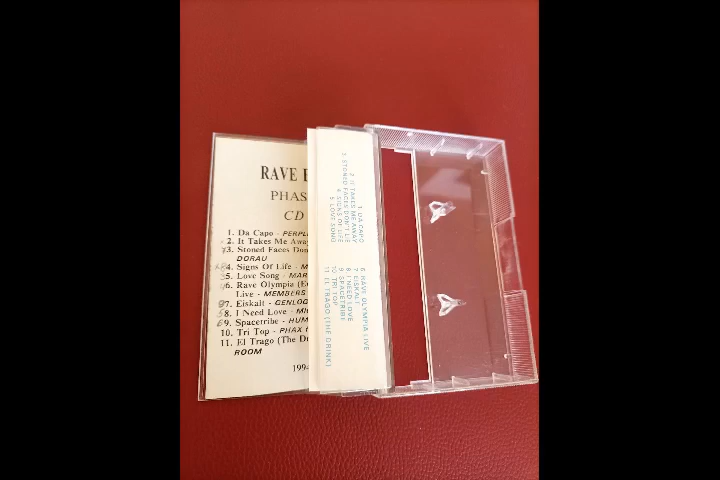 RAVE
PHAS
CD
1. Da Capo - PERPL
2. It Takes Me Away
3. Stoned Faces Don
DORAU
4. Signs Of Life - M
5. Love Song - MAR
6. Rave Olympia (E
Live - MEMBERS
7. Eiskalt - GENLOG
8. I Need Love - MI
9. Spacetribe - HUM
10. Tri Top - PHAX
11. El Trago (The Dr
ROOM
1994
1. DA CAPO
2. IT TAKES ME AWAY
3. STONED FACES DON'T LIE
4. SIGNS OF LIFE
5. LOVE SONG
6. RAVE OLYMPIA LIVE
7. EISKALT
8. I NEED LOVE
9. SPACETRIBE
10. TRI TOP
11. EL TRAGO (THE DRINK)